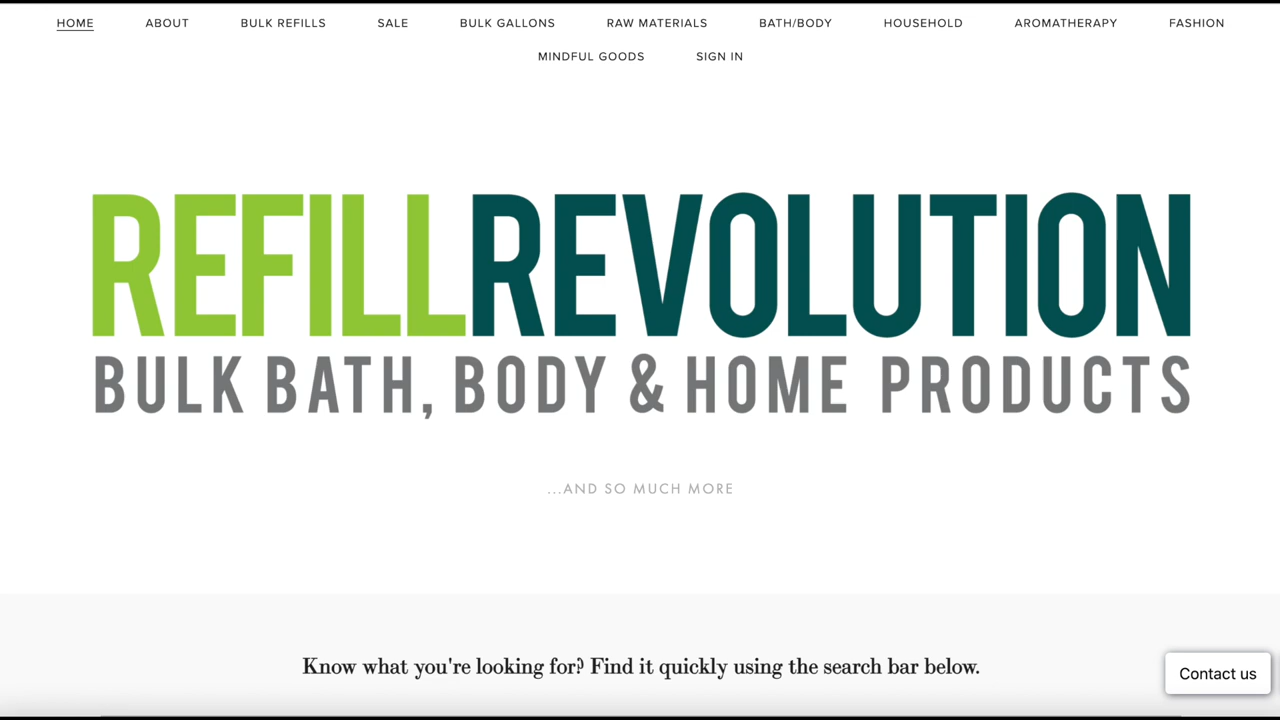 HOME ABOUT BULK REFILLS SALE BULK GALLONS RAW MATERIALS BATH/BODY HOUSEHOLD AROMATHERAPY FASHION
MINDFUL GOODS SIGN IN
REFILLREVOLUTION
BULK BATH, BODY & HOME PRODUCTS
...AND SO MUCH MORE
Know what you're looking for? Find it quickly using the search bar below.
Contact us